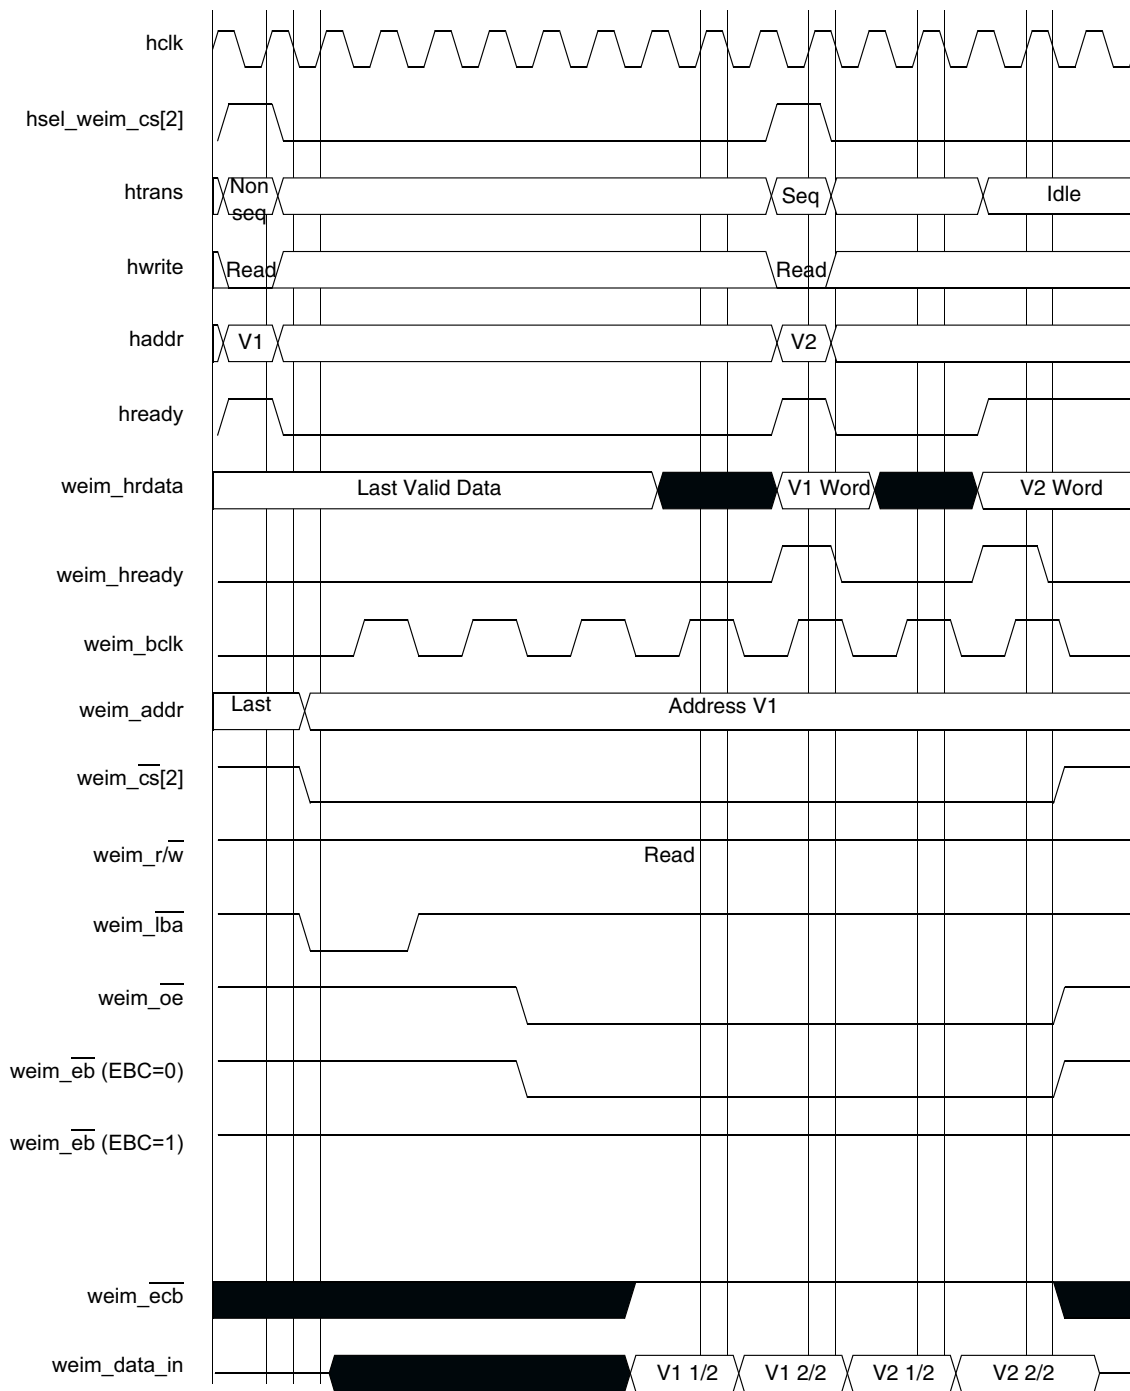 hclk
hsel_weim_cs[2]
htrans
Non
seq
Seq
Idle
hwrite
Read
Read
haddr
V1
V2
hready
weim_hrdata
Last Valid Data
V1 Word
V2 Word
weim_hready
weim_bclk
weim_addr
Last
Address V1
weim_cs[2]
weim_r/w
Read
weim_lba
weim_oe
weim_eb (EBC=0)
weim_eb (EBC=1)
weim_ecb
weim_data_in
V1 1/2
V1 2/2
V2 1/2
V2 2/2